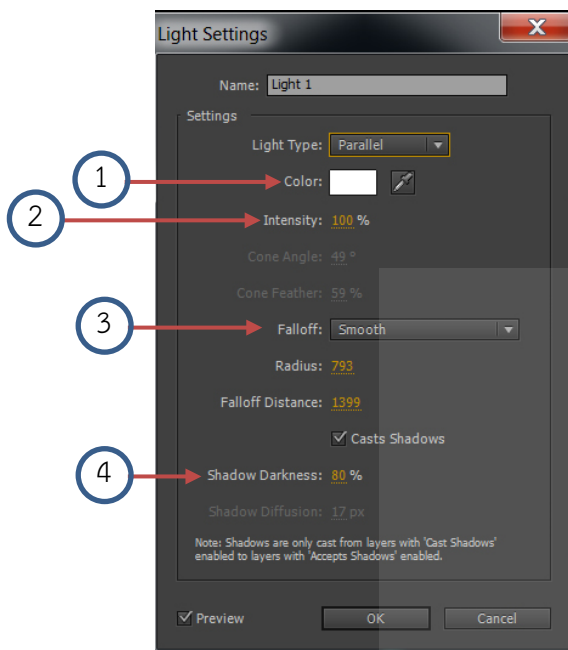 Light Settings
X
Name: Light 1
Settings
Light Type: Parallel
1
Color:
2
Intensity: 100 %
Cone Angle: 49 °
Cone Feather: 59 %
3
Falloff: Smooth
Radius: 793
Falloff Distance: 1399
Casts Shadows
4
Shadow Darkness: 80 %
Shadow Diffusion: 17 px
Note: Shadows are only cast from layers with 'Cast Shadows'
enabled to layers with 'Accepts Shadows' enabled.
Preview
OK
Cancel